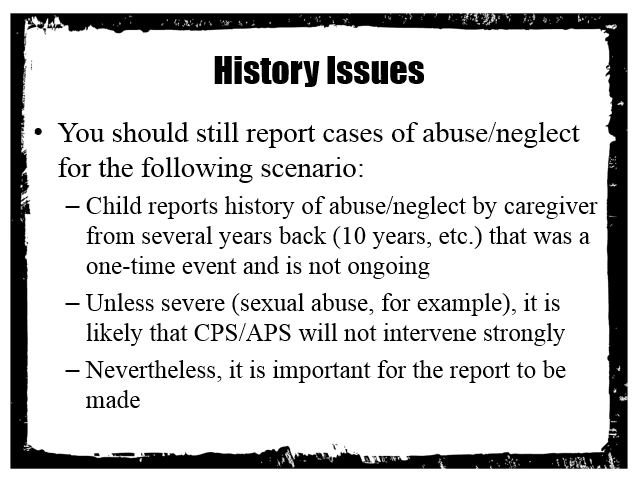 History Issues
• You should still report cases of abuse/neglect
for the following scenario:
– Child reports history of abuse/neglect by caregiver
from several years back (10 years, etc.) that was a
one-time event and is not ongoing
– Unless severe (sexual abuse, for example), it is
likely that CPS/APS will not intervene strongly
– Nevertheless, it is important for the report to be
made